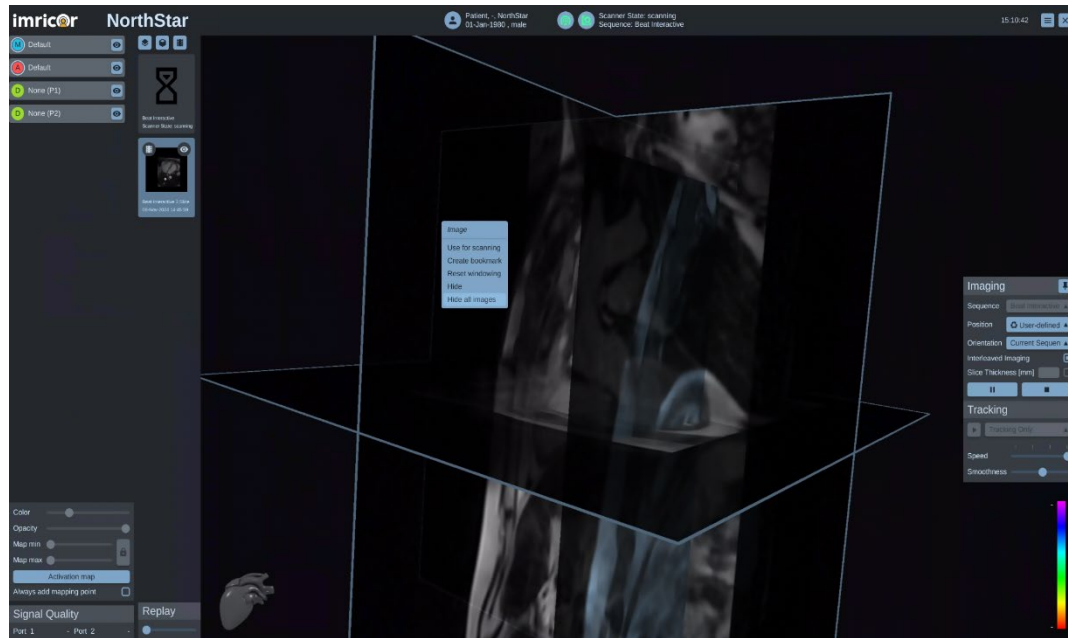 imricor NorthStar
Patient, -, NorthStar
01-Jan-1980 , male
Scanner State: scanning
Sequence: Beat Interactive
15:10:42
M Default
A Default
D None (P1)
D None (P2)
Beat Interactive
Scanner State: scanning
Image
Use for scanning
Create bookmark
Reset windowing
Hide
Hide all images
Imaging
Sequence Beat Interactive
Position User-defined
Orientation Current Sequen
Interleaved Imaging
Slice Thickness [mm]
Tracking
Tracking Only
Speed
Smoothness
Color
Opacity
Map min
Map max
Activation map
Always add mapping point
Signal Quality
Port 1 - Port 2 -
Replay